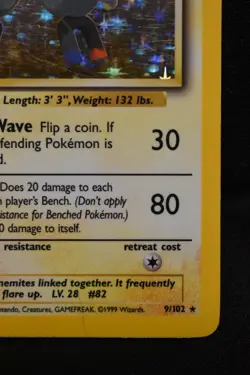 Length: 3' 3", Weight: 132 lbs.
Wave Flip a coin. If
fending Pokémon is
d.
30
Does 20 damage to each
player's Bench. (Don't apply
istance for Benched Pokémon.)
0 damage to itself.
80
resistance retreat cost
nemites linked together. It frequently
flare up. LV. 28 #82
intendo, Creatures, GAMEFREAK. ©1999 Wizards. 9/102 ★